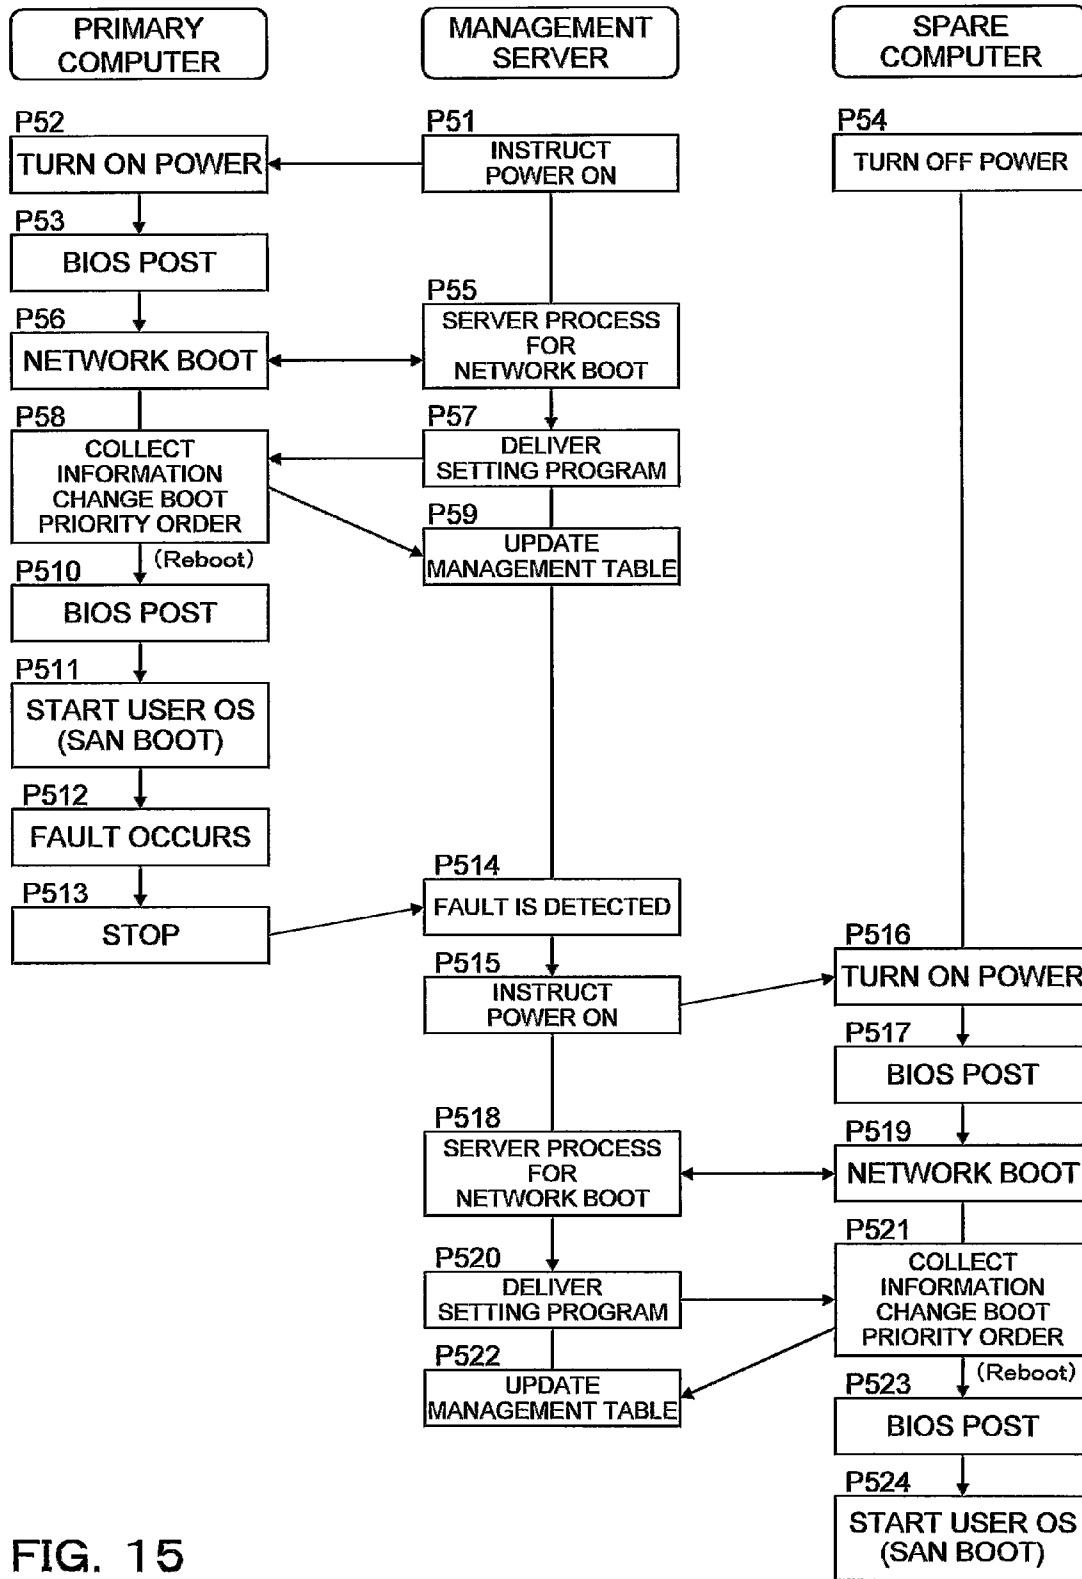 PRIMARY
COMPUTER
MANAGEMENT
SERVER
SPARE
COMPUTER
P52
TURN ON POWER
P51
INSTRUCT
POWER ON
P54
TURN OFF POWER
P53
BIOS POST
P55
SERVER PROCESS
FOR
NETWORK BOOT
P56
NETWORK BOOT
P58
COLLECT
INFORMATION
CHANGE BOOT
PRIORITY ORDER
(Reboot)
P57
DELIVER
SETTING PROGRAM
P59
UPDATE
MANAGEMENT TABLE
P510
BIOS POST
P511
START USER OS
(SAN BOOT)
P512
FAULT OCCURS
P513
STOP
P514
FAULT IS DETECTED
P515
INSTRUCT
POWER ON
P516
TURN ON POWER
P517
BIOS POST
P518
SERVER PROCESS
FOR
NETWORK BOOT
P519
NETWORK BOOT
P520
DELIVER
SETTING PROGRAM
P521
COLLECT
INFORMATION
CHANGE BOOT
PRIORITY ORDER
(Reboot)
P522
UPDATE
MANAGEMENT TABLE
P523
BIOS POST
P524
START USER OS
(SAN BOOT)
FIG. 15